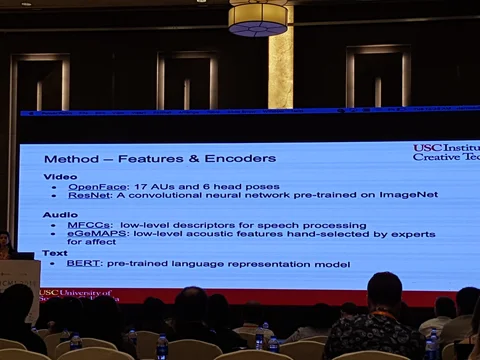 Method – Features & Encoders
USC Institu
Creative Tec
Video
• OpenFace: 17 AUs and 6 head poses
• ResNet: A convolutional neural network pre-trained on ImageNet
Audio
• MFCCs: low-level descriptors for speech processing
• eGeMAPS: low-level acoustic features hand-selected by experts
for affect
Text
• BERT: pre-trained language representation model
USC University of